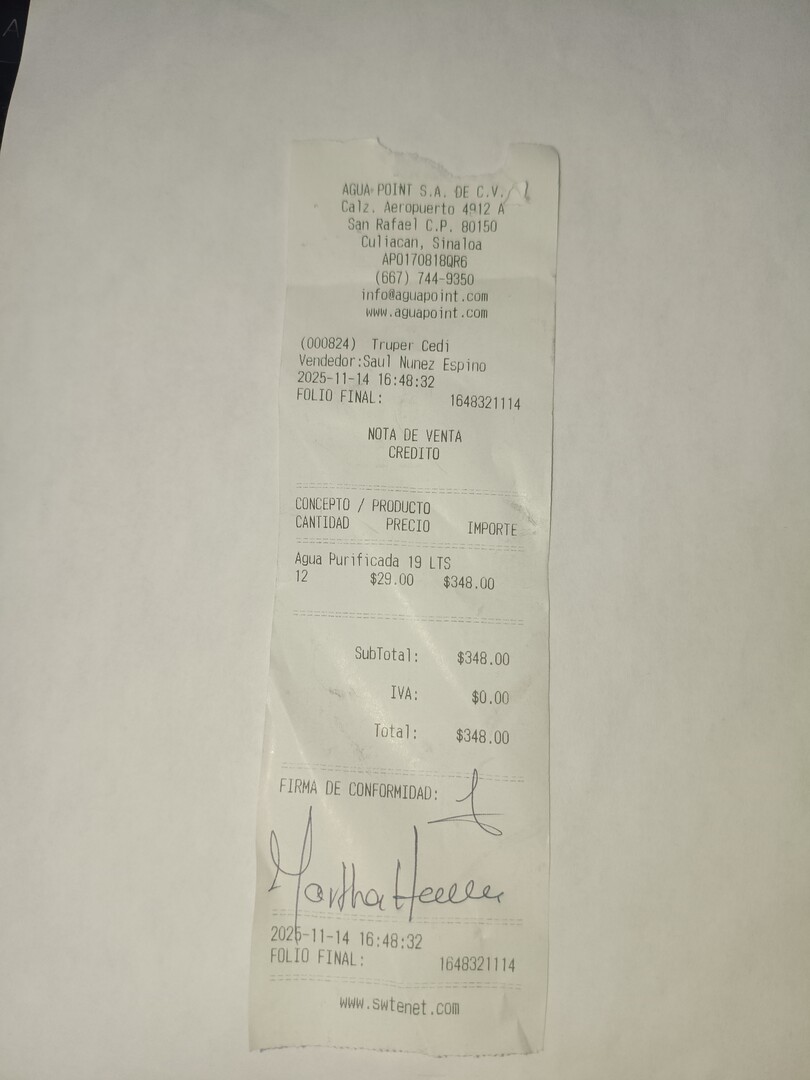 AGUA POINT S.A. DE C.V.
Calz. Aeropuerto 4912 A
San Rafael C.P. 80150
Culiacan, Sinaloa
APO170818QR6
(667) 744-9350
info@aguapoint.com
www.aguapoint.com
(000824) Truper Cedi
Vendedor:Saul Nunez Espino
2025-11-14 16:48:32
FOLIO FINAL: 1648321114
NOTA DE VENTA
CREDITO
CONCEPTO / PRODUCTO
CANTIDAD PRECIO IMPORTE
Agua Purificada 19 LTS
12 $29.00 $348.00
SubTotal: $348.00
IVA: $0.00
Total: $348.00
FIRMA DE CONFORMIDAD:
Martha
2025-11-14 16:48:32
FOLIO FINAL: 1648321114
www.swtenet.com